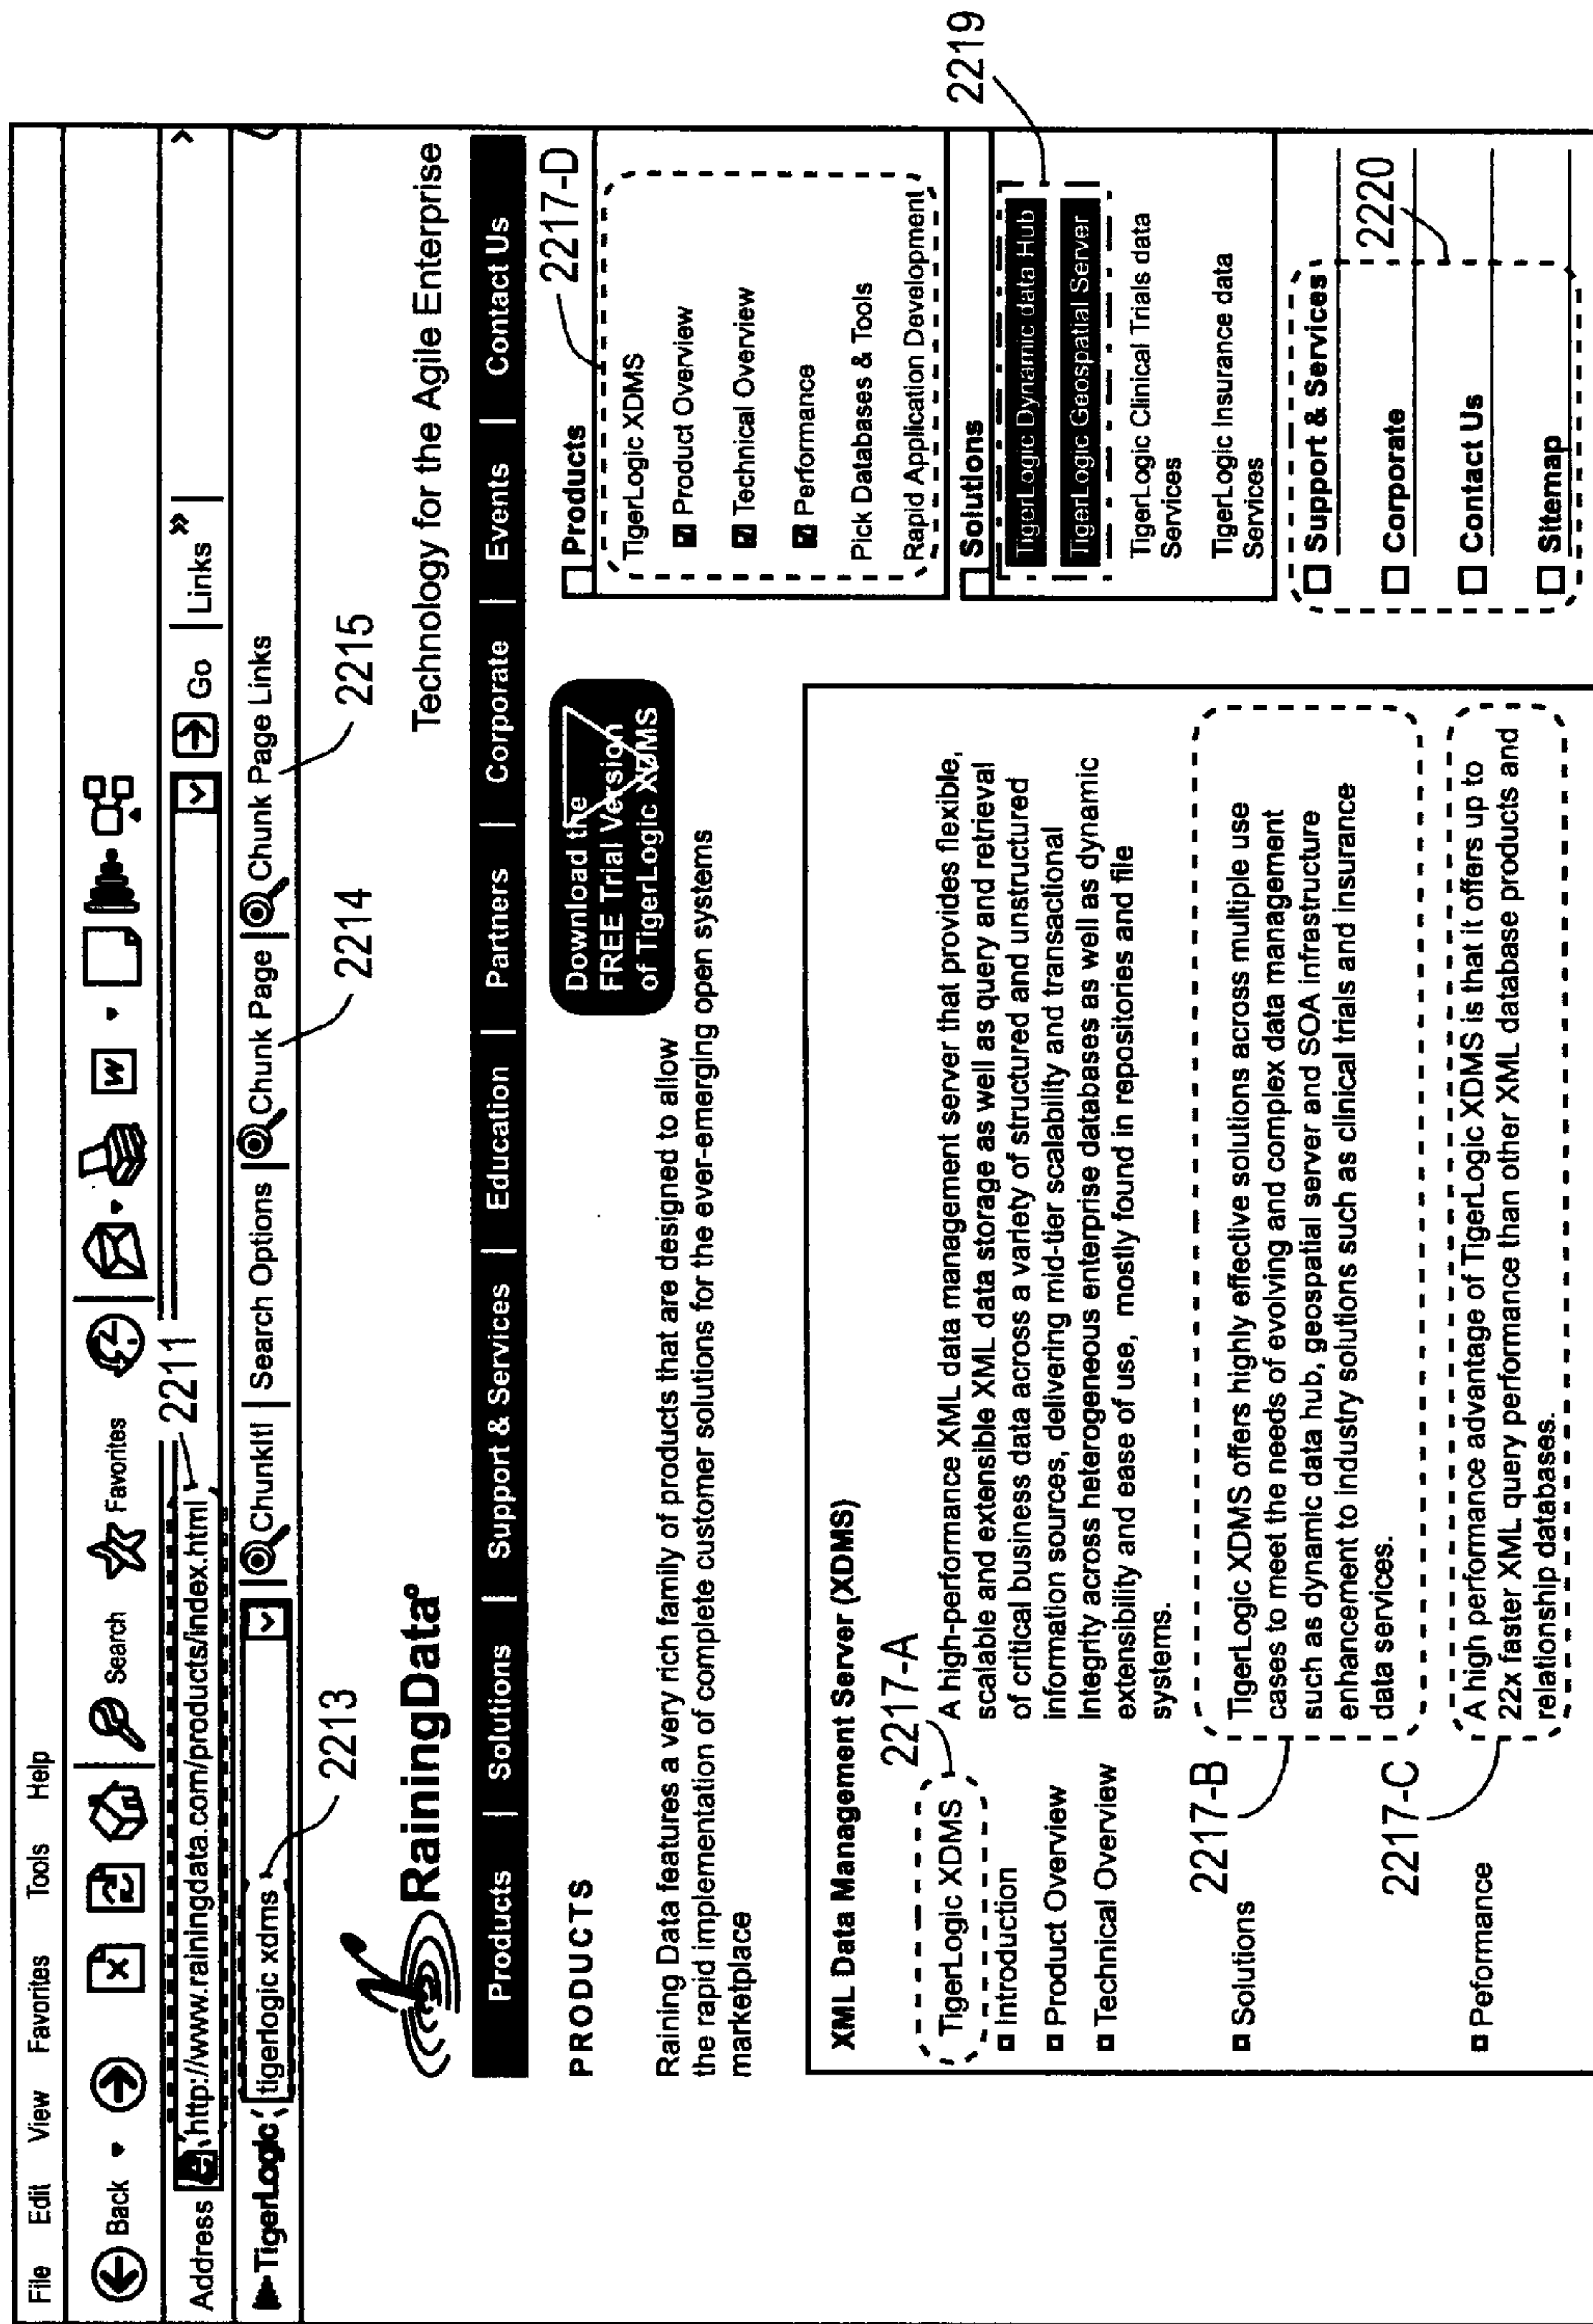 File Edit View Favorites Tools Help
Back Search Favorites W
Address http://www.rainingdata.com/products/index.html 2211 Go Links »
TigerLogic tigerlogic xdms ChunkIt! Search Options Chunk Page Chunk Page Links
2213 2214 2215
RainingData
Technology for the Agile Enterprise
Products | Solutions | Support & Services | Education | Partners | Corporate | Events | Contact Us
PRODUCTS
Raining Data features a very rich family of products that are designed to allow
the rapid implementation of complete customer solutions for the ever-emerging open systems
marketplace
Download the
FREE Trial Version
of TigerLogic XDMS
XML Data Management Server (XDMS)
2217-A
TigerLogic XDMS
Introduction
Product Overview
Technical Overview
2217-B
Solutions
2217-C
Peformance
A high-performance XML data management server that provides flexible,
scalable and extensible XML data storage as well as query and retrieval
of critical business data across a variety of structured and unstructured
information sources, delivering mid-tier scalability and transactional
integrity across heterogeneous enterprise databases as well as dynamic
extensibility and ease of use, mostly found in repositories and file
systems.
TigerLogic XDMS offers highly effective solutions across multiple use
cases to meet the needs of evolving and complex data management
such as dynamic data hub, geospatial server and SOA infrastructure
enhancement to industry solutions such as clinical trials and insurance
data services.
A high performance advantage of TigerLogic XDMS is that it offers up to
22x faster XML query performance than other XML database products and
relationship databases.
Products
2217-D
TigerLogic XDMS
Product Overview
Technical Overview
Performance
Pick Databases & Tools
Rapid Application Development
Solutions
2219
TigerLogic Dynamic data Hub
TigerLogic Geospatial Server
TigerLogic Clinical Trials data
Services
TigerLogic Insurance data
Services
Support & Services
2220
Corporate
Contact Us
Sitemap